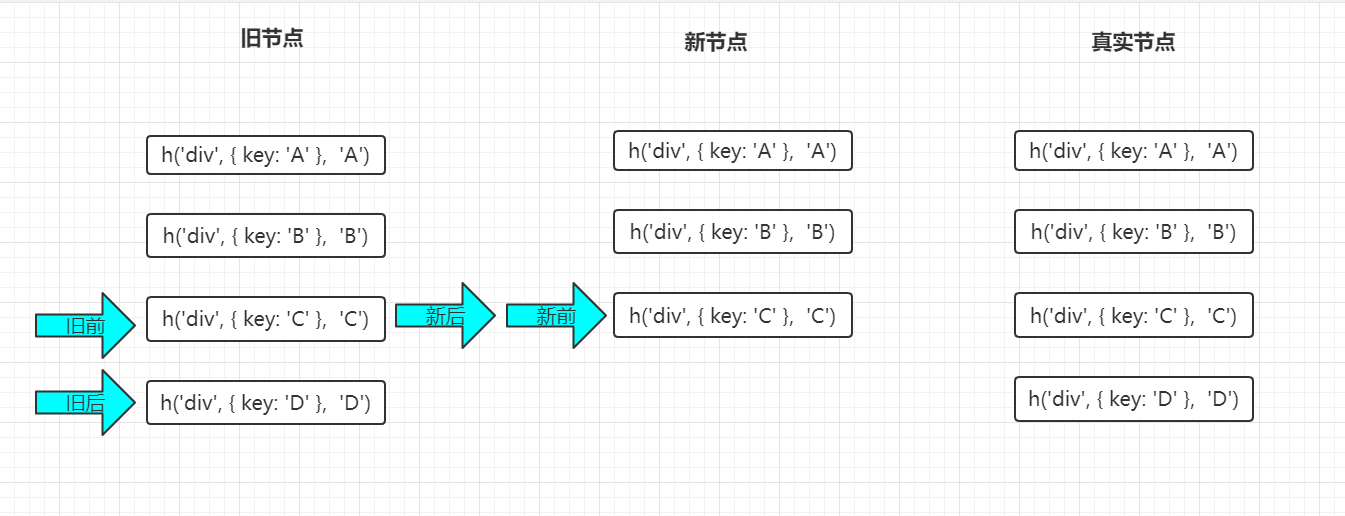 旧节点 新节点 真实节点
h('div', { key: 'A' }, 'A') h('div', { key: 'A' }, 'A') h('div', { key: 'A' }, 'A')
h('div', { key: 'B' }, 'B') h('div', { key: 'B' }, 'B') h('div', { key: 'B' }, 'B')
旧前 h('div', { key: 'C' }, 'C') 新后 新前 h('div', { key: 'C' }, 'C') h('div', { key: 'C' }, 'C')
旧后 h('div', { key: 'D' }, 'D') h('div', { key: 'D' }, 'D')